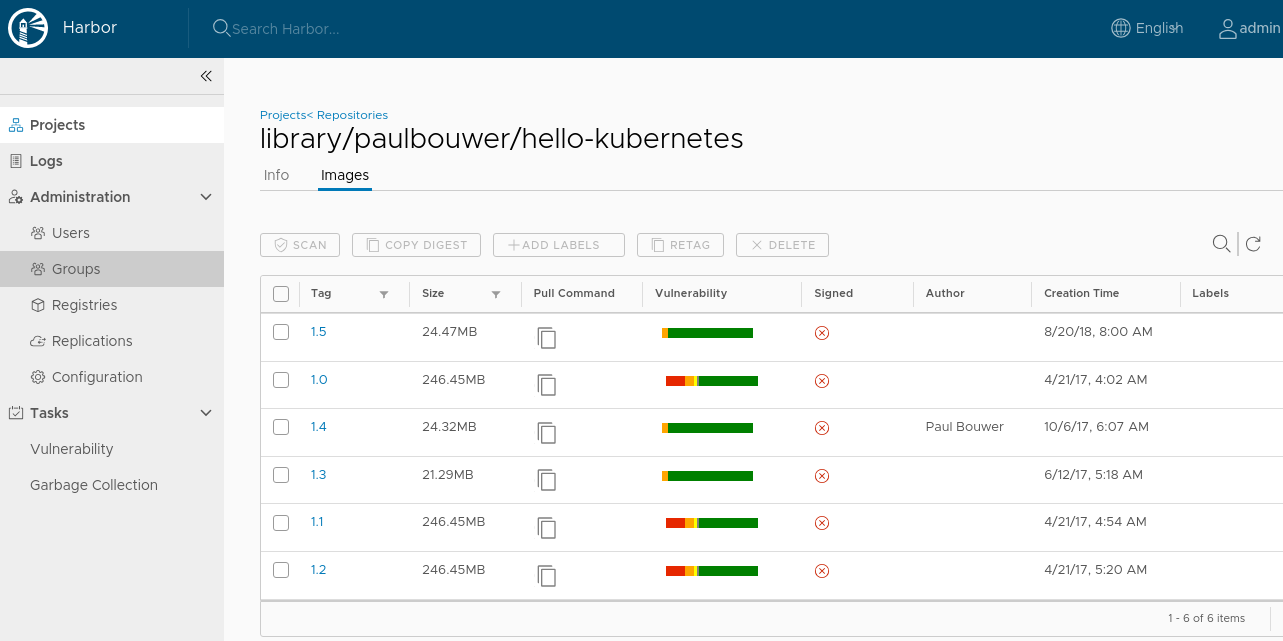 Harbor
Search Harbor...
English
admin
Projects
Logs
Administration
Users
Groups
Registries
Replications
Configuration
Tasks
Vulnerability
Garbage Collection
Projects< Repositories
library/paulbouwer/hello-kubernetes
Info Images
SCAN COPY DIGEST ADD LABELS RETAG DELETE
Tag Size Pull Command Vulnerability Signed Author Creation Time Labels
1.5 24.47MB 8/20/18, 8:00 AM
1.0 246.45MB 4/21/17, 4:02 AM
1.4 24.32MB Paul Bouwer 10/6/17, 6:07 AM
1.3 21.29MB 6/12/17, 5:18 AM
1.1 246.45MB 4/21/17, 4:54 AM
1.2 246.45MB 4/21/17, 5:20 AM
1 - 6 of 6 items